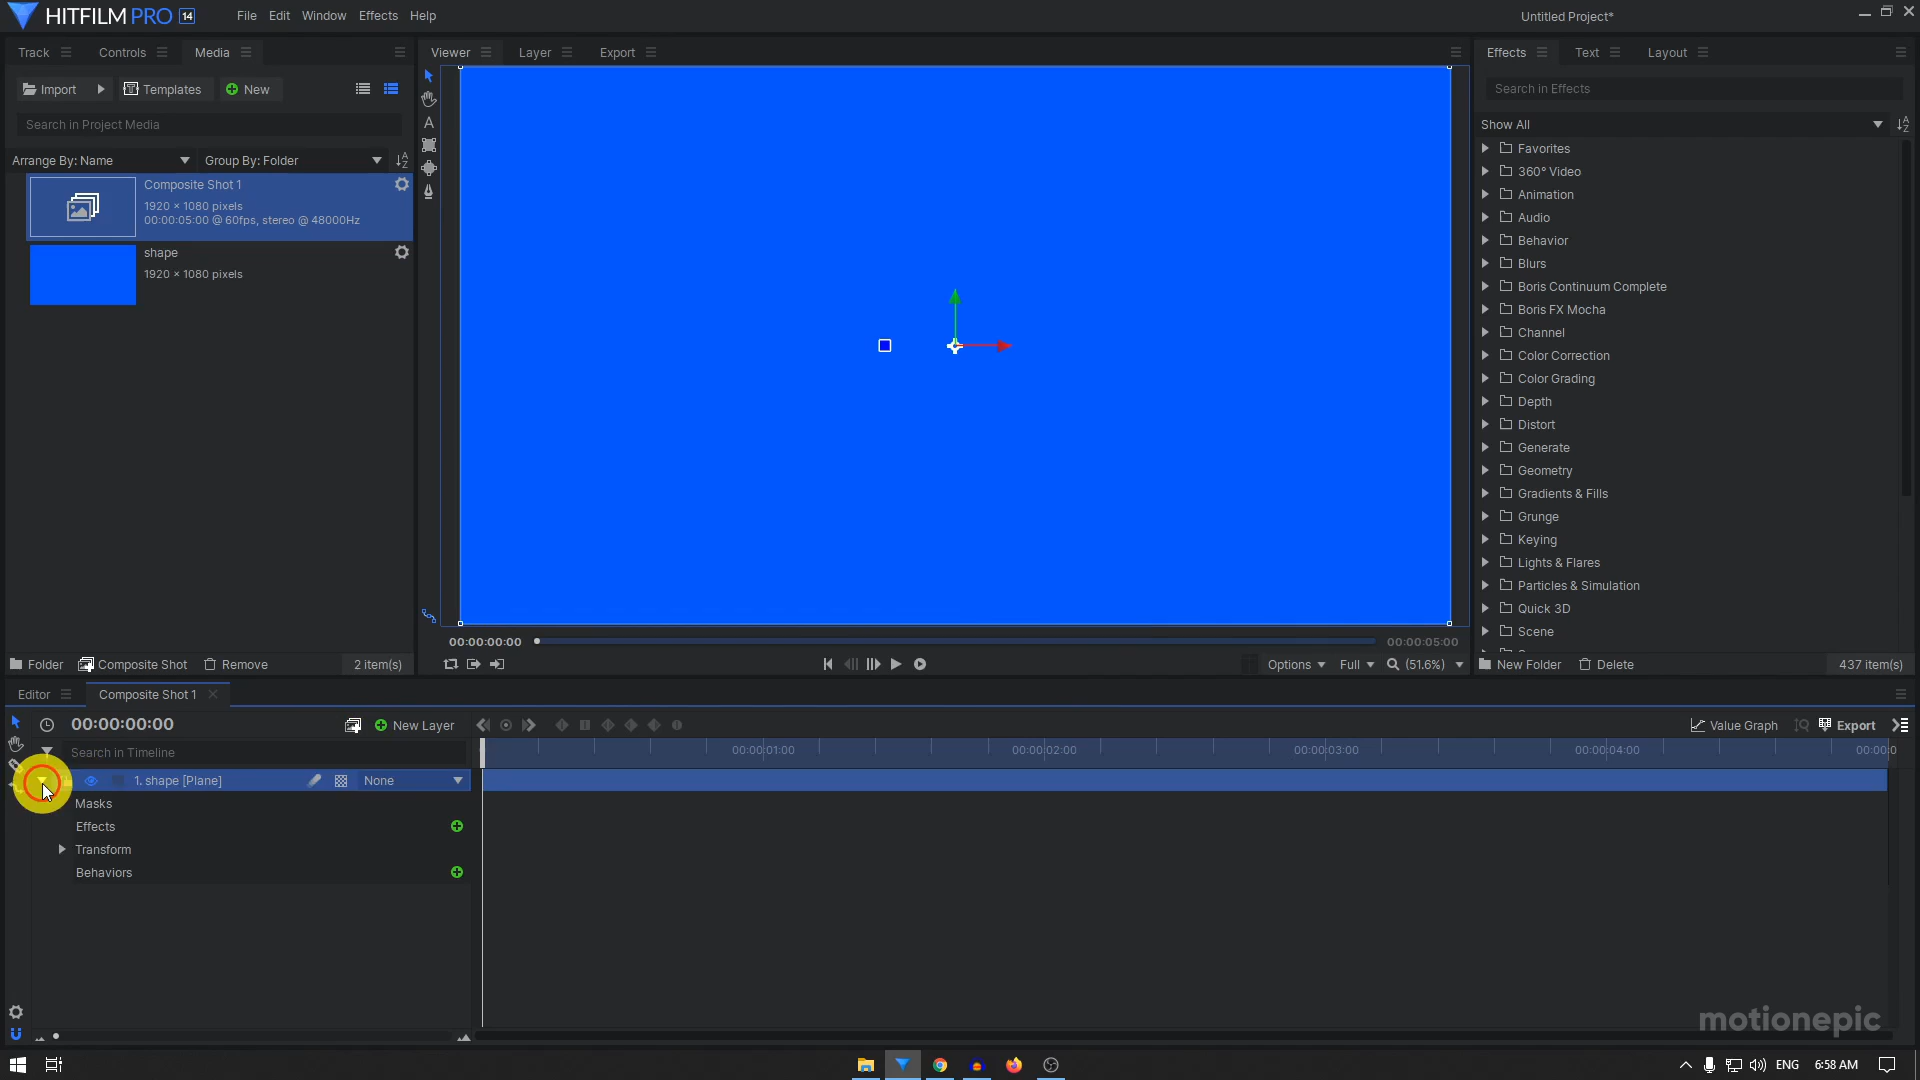 HITFILM PRO 14 File Edit Window Effects Help Untitled Project*
Track Controls Media Viewer Layer Export Effects Text Layout
Import Templates New Search in Effects
Search in Project Media Show All
Arrange By: Name Group By: Folder
Composite Shot 1
1920 × 1080 pixels
00:00:05:00 @ 60fps, stereo @ 48000Hz
shape
1920 × 1080 pixels
Favorites
360° Video
Animation
Audio
Behavior
Blurs
Boris Continuum Complete
Boris FX Mocha
Channel
Color Correction
Color Grading
Depth
Distort
Generate
Geometry
Gradients & Fills
Grunge
Keying
Lights & Flares
Particles & Simulation
Quick 3D
Scene
00:00:00:00 00:00:05:00
Folder Composite Shot Remove 2 item(s) Options Full (51.6%) New Folder Delete 437 item(s)
Editor Composite Shot 1
00:00:00:00 New Layer Value Graph Export
Search in Timeline 00:00:01:00 00:00:02:00 00:00:03:00 00:00:04:00 00:00:0
1. shape [Plane] None
Masks
Effects
Transform
Behaviors
motionepic
ENG 6:58 AM